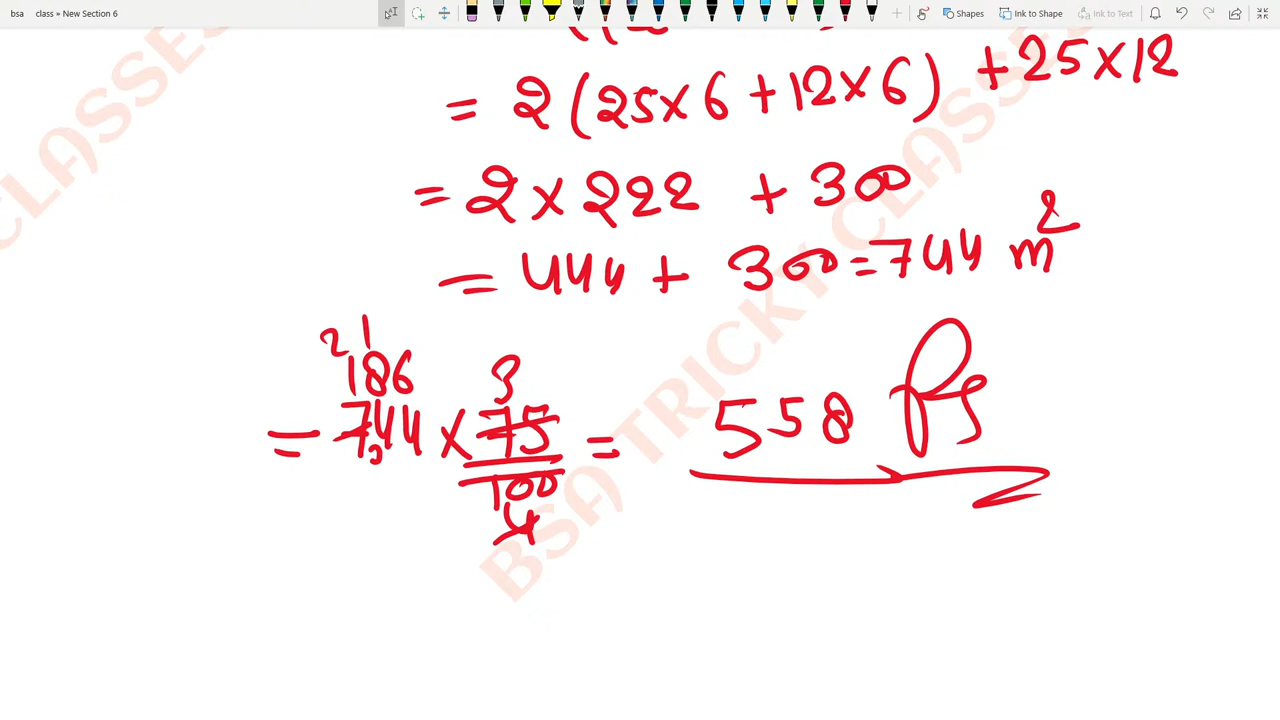 bsa class » New Section 6 Shapes Ink to Shape Ink to Text
= 2 (25×6 + 12×6) + 25×12
= 2 × 222 + 300
= 444 + 300 = 744 m²
2 1
186 3
= 744 × 75 = 558 Rs
100
4
BSA TRICKY CLASSES
CLASSES